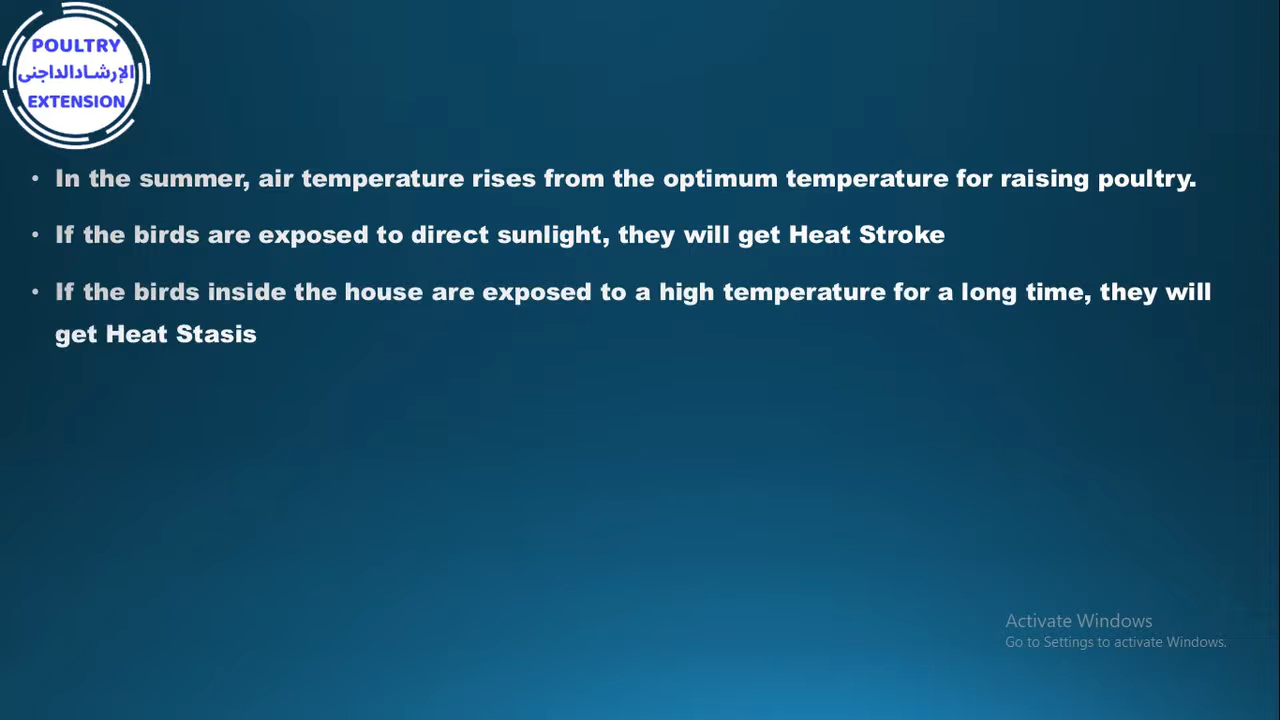 POULTRY
الإرشادالداجنى
EXTENSION
• In the summer, air temperature rises from the optimum temperature for raising poultry.
• If the birds are exposed to direct sunlight, they will get Heat Stroke
• If the birds inside the house are exposed to a high temperature for a long time, they will
get Heat Stasis
Activate Windows
Go to Settings to activate Windows.